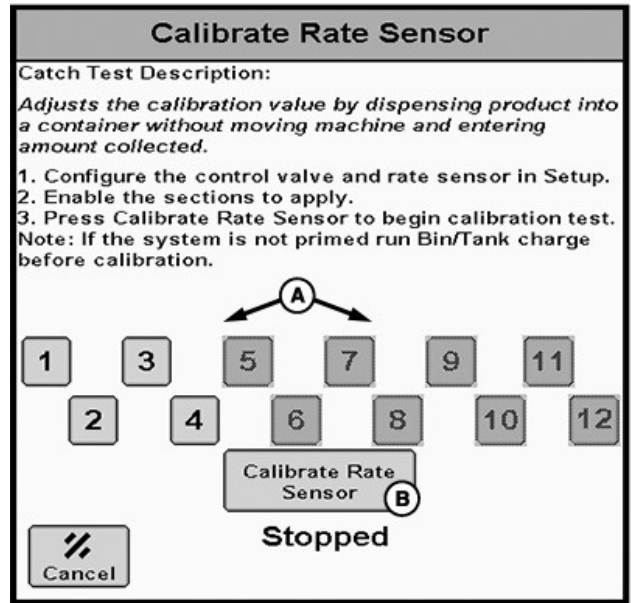 Calibrate Rate Sensor
Catch Test Description:
Adjusts the calibration value by dispensing product into
a container without moving machine and entering
amount collected.
1. Configure the control valve and rate sensor in Setup.
2. Enable the sections to apply.
3. Press Calibrate Rate Sensor to begin calibration test.
Note: If the system is not primed run Bin/Tank charge
before calibration.
A
1 3 5 7 9 11
2 4 6 8 10 12
Calibrate Rate
Sensor B
Stopped
Cancel